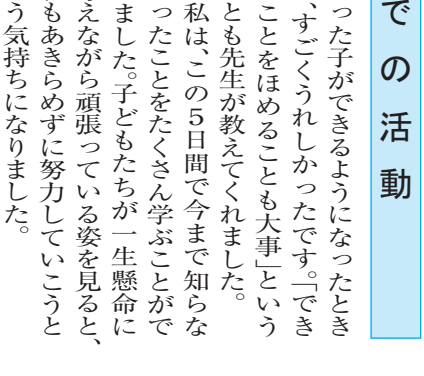 での活動
った子ができるようになったとき
、すごくうれしかったです。「でき
ことをほめることも大事」という
とも先生が教えてくれました。
私は、この5日間で今まで知らな
ったことをたくさん学ぶことがで
ました。子どもたちが一生懸命に
えながら頑張っている姿を見ると、
もあきらめずに努力していこうと
う気持ちになりました。